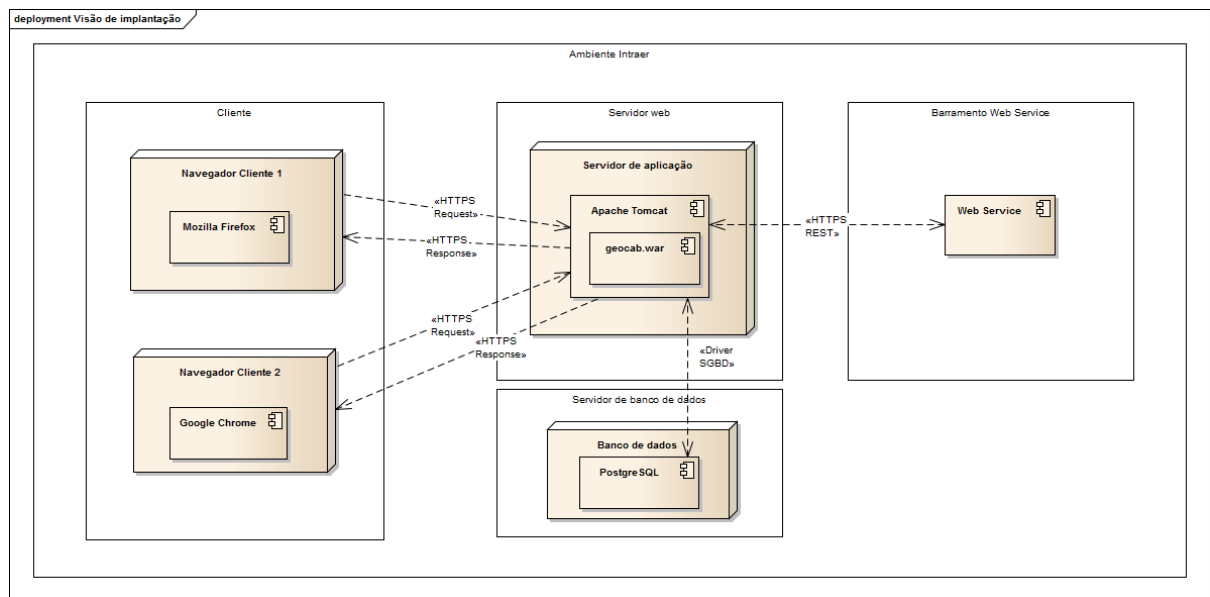 deployment Visão de implantação
Ambiente Intraer
Cliente
Navegador Cliente 1
Mozilla Firefox
Navegador Cliente 2
Google Chrome
«HTTPS
Request»
«HTTPS
Response»
«HTTPS
Request»
«HTTPS
Response»
Servidor web
Servidor de aplicação
Apache Tomcat
geocab.war
«Driver
SGBD»
Servidor de banco de dados
Banco de dados
PostgreSQL
«HTTPS
REST»
Barramento Web Service
Web Service